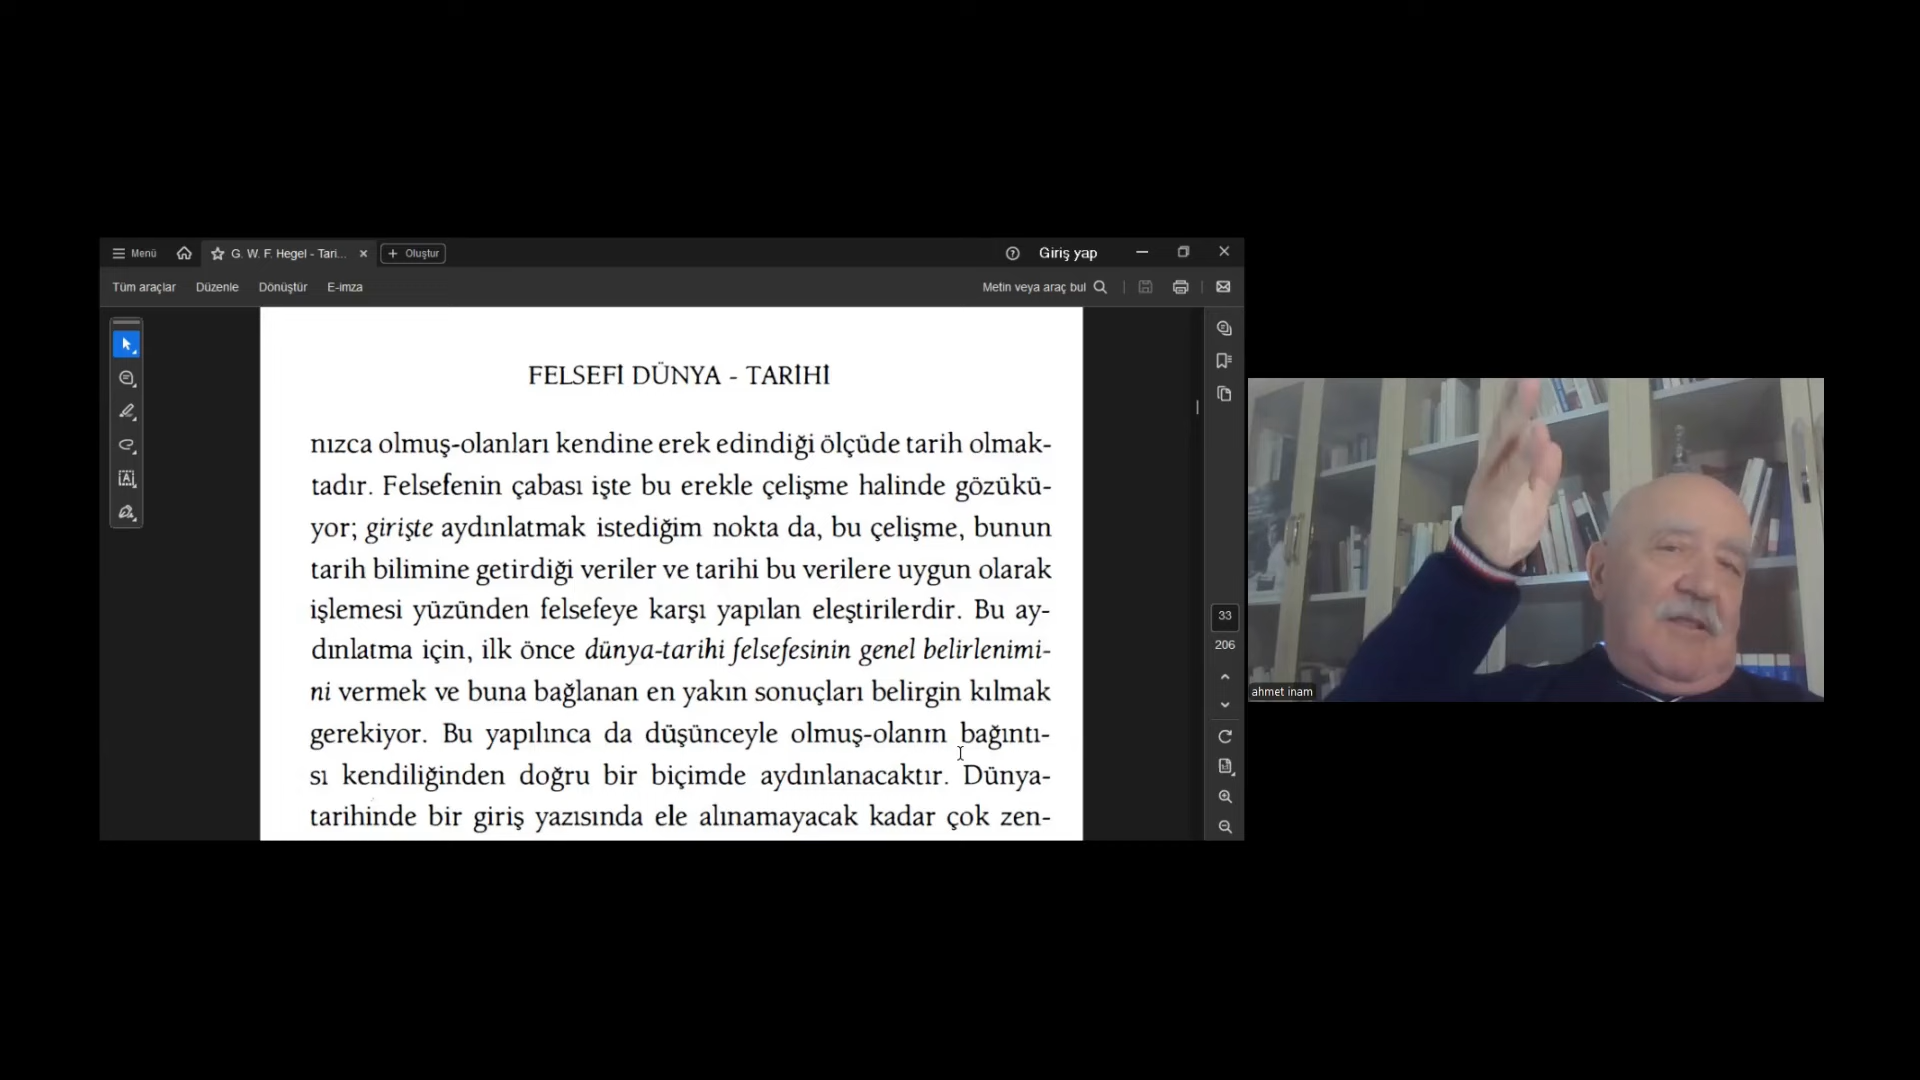 Menü
G. W. F. Hegel - Tari...
Oluştur
Giriş yap
Tüm araçlar
Düzenle
Dönüştür
E-imza
Metin veya araç bul
FELSEFİ DÜNYA - TARİHİ
nızca olmuş-olanları kendine erek edindiği ölçüde tarih olmak-
tadır. Felsefenin çabası işte bu erekle çelişme halinde gözükü-
yor; girişte aydınlatmak istediğim nokta da, bu çelişme, bunun
tarih bilimine getirdiği veriler ve tarihi bu verilere uygun olarak
işlemesi yüzünden felsefeye karşı yapılan eleştirilerdir. Bu ay-
dınlatma için, ilk önce dünya-tarihi felsefesinin genel belirlenimi-
ni vermek ve buna bağlanan en yakın sonuçları belirgin kılmak
gerekiyor. Bu yapılınca da düşünceyle olmuş-olanın bağıntı-
sı kendiliğinden doğru bir biçimde aydınlanacaktır. Dünya-
tarihinde bir giriş yazısında ele alınamayacak kadar çok zen-
33
206
ahmet inam